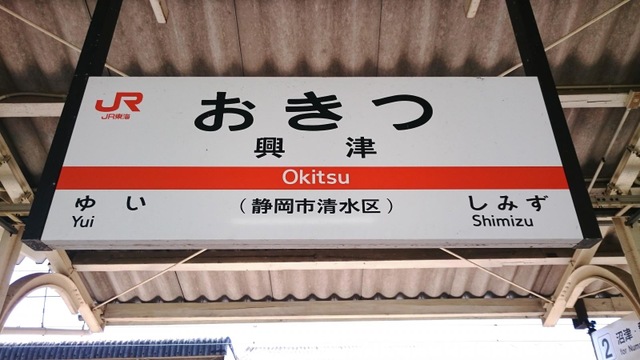 JR
JR東海
おきつ
興津
Okitsu
ゆい
Yui
(静岡市清水区)
しみず
Shimizu
2
沼津